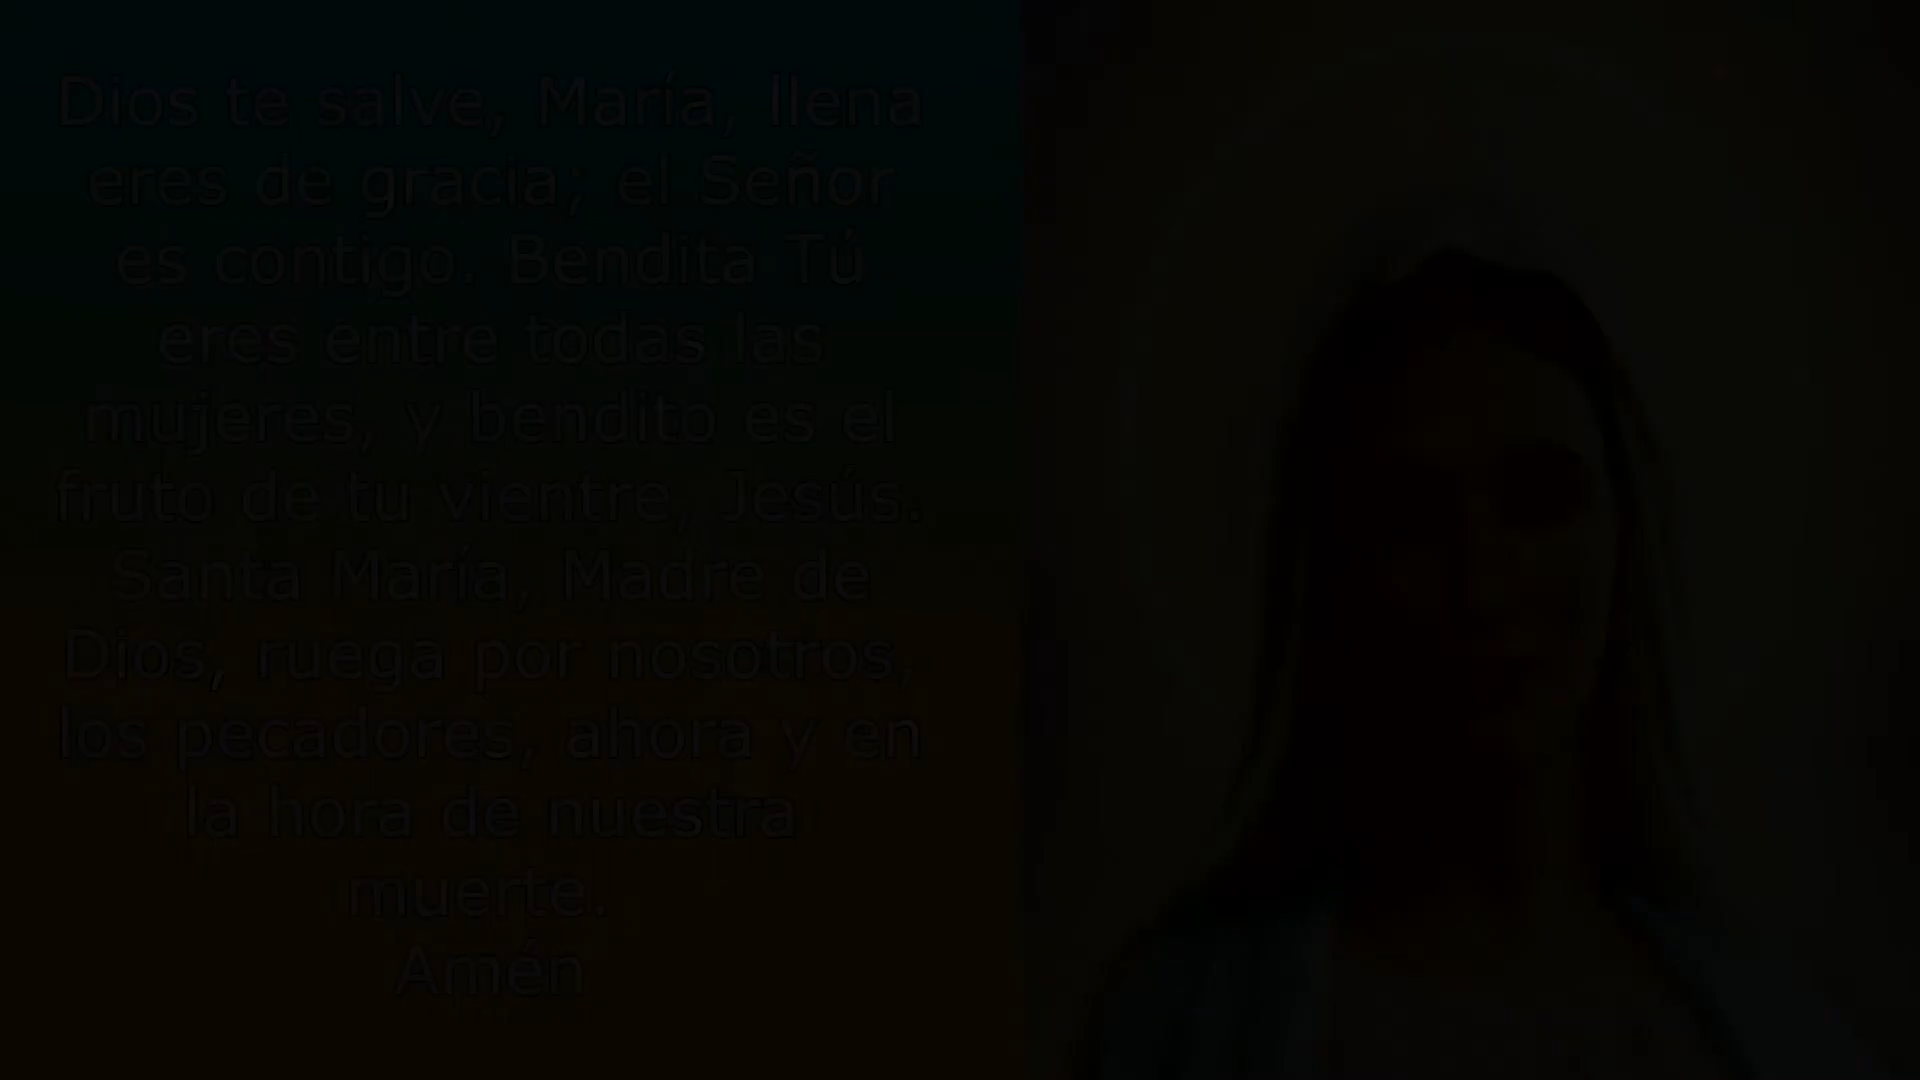 Dios te salve, María, llena
eres de gracia; el Señor
es contigo. Bendita Tú
eres entre todas las
mujeres, y bendito es el
fruto de tu vientre, Jesús.
Santa María, Madre de
Dios, ruega por nosotros,
los pecadores, ahora y en
la hora de nuestra
muerte.
Amén